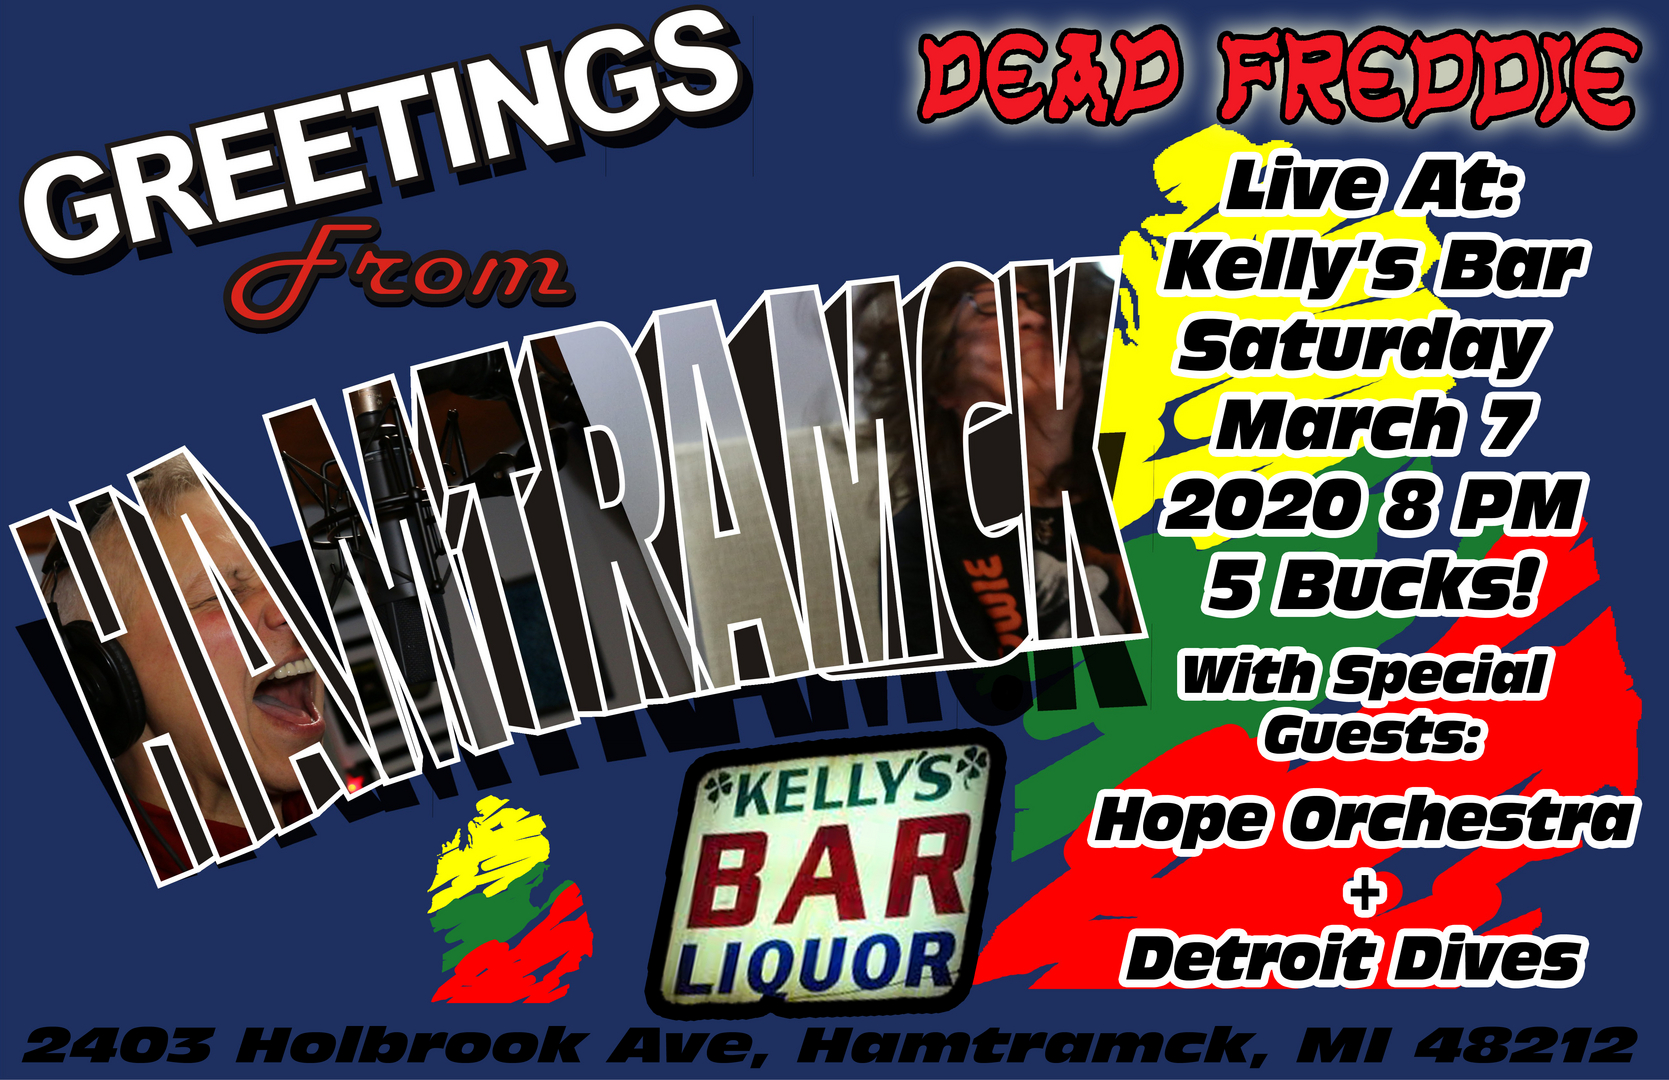 GREETINGS
From
HAMTRAMCK
DEAD FREDDIE
Live At:
Kelly's Bar
Saturday
March 7
2020 8 PM
5 Bucks!
With Special
Guests:
Hope Orchestra
+
Detroit Dives
KELLY'S
BAR
LIQUOR
2403 Holbrook Ave, Hamtramck, MI 48212